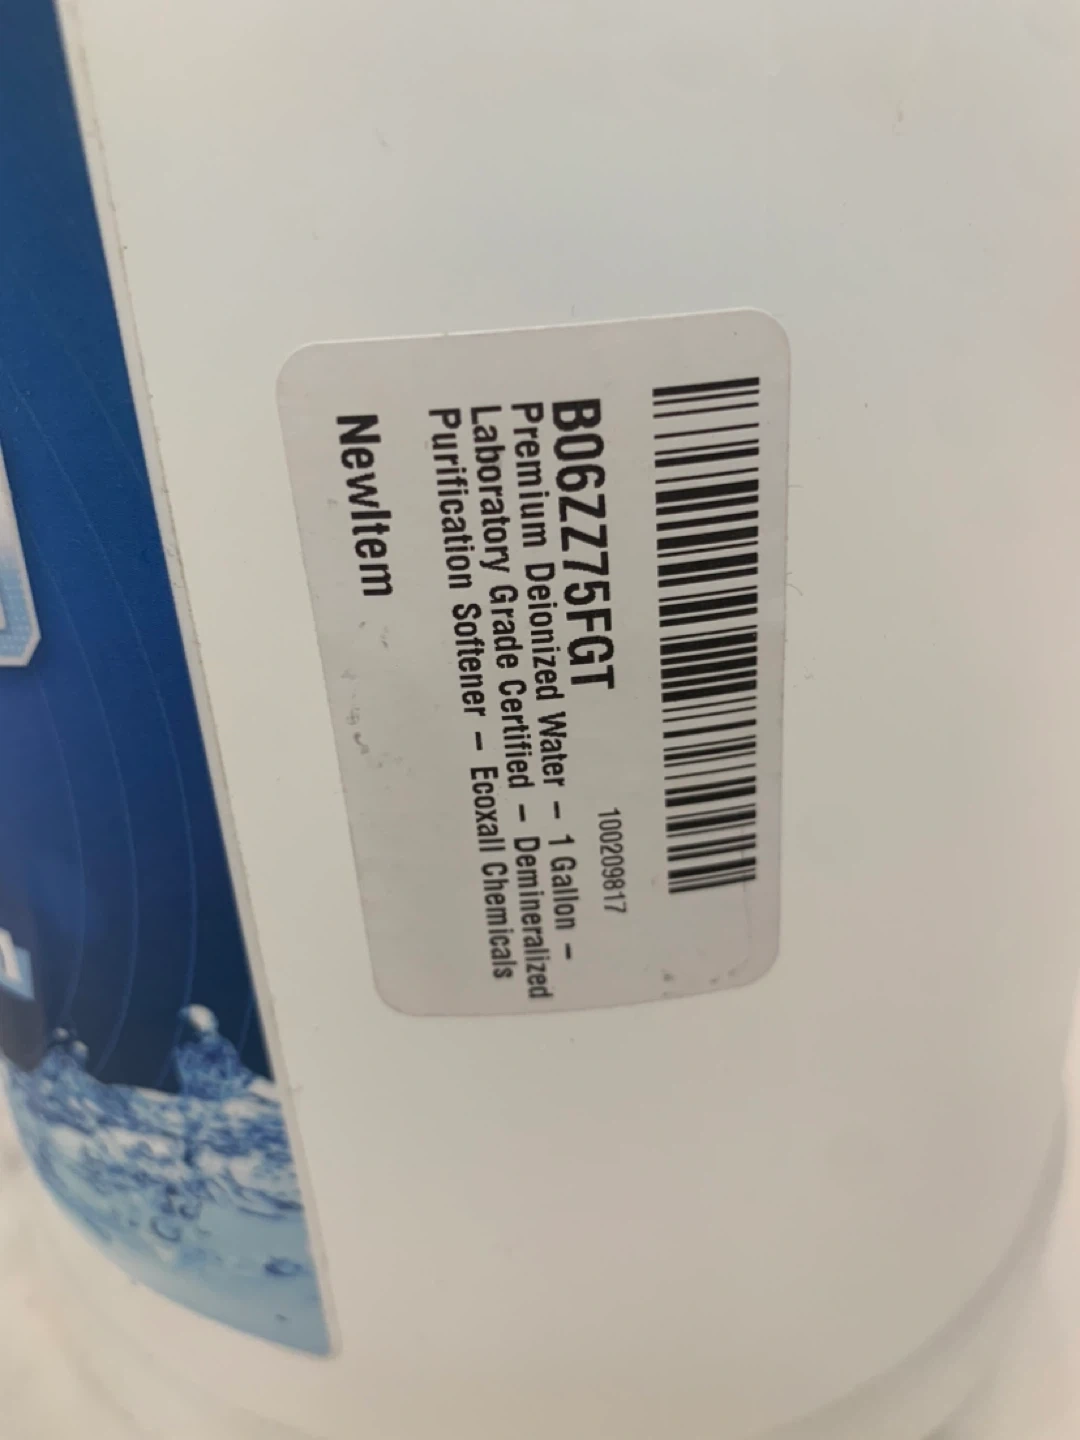 B06ZZ75FGT
100209817
Premium Deionized Water – 1 Gallon –
Laboratory Grade Certified – Demineralized
Purification Softener – Ecoxall Chemicals
NewItem